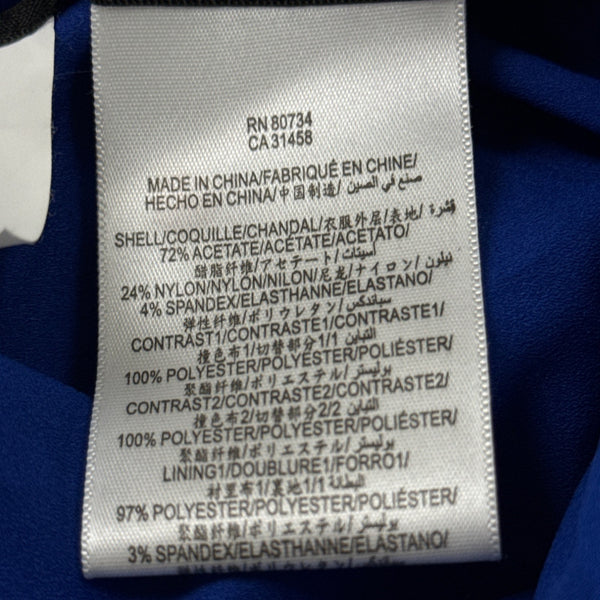 RN 80734
CA 31458
MADE IN CHINA/FABRIQUÉ EN CHINE/
HECHO EN CHINA/中国制造/ صنع في الصين/
SHELL/COQUILLE/CHANDAL/衣服外层/表地/ قشرة/
72% ACETATE/ACÉTATE/ACETATO/
醋酯纤维/アセテート/ أسيتات/
24% NYLON/NYLON/NILON/尼龙/ナイロン/ نيلون/
4% SPANDEX/ELASTHANNE/ELASTANO/
弹性纤维/ポリウレタン/ سباندكس/
CONTRAST1/CONTRASTE1/CONTRASTE1/
撞色布1/切替部分1/1 التباين/
100% POLYESTER/POLYESTER/POLIÉSTER/
聚酯纤维/ポリエステル/ بوليستر/
CONTRAST2/CONTRASTE2/CONTRASTE2/
撞色布2/切替部分2/2 التباين/
100% POLYESTER/POLYESTER/POLIÉSTER/
聚酯纤维/ポリエステル/ بوليستر/
LINING1/DOUBLURE1/FORRO1/
衬里布1/裏地1/1 البطانة/
97% POLYESTER/POLYESTER/POLIÉSTER/
聚酯纤维/ポリエステル/ بوليستر/
3% SPANDEX/ELASTHANNE/ELASTANO/